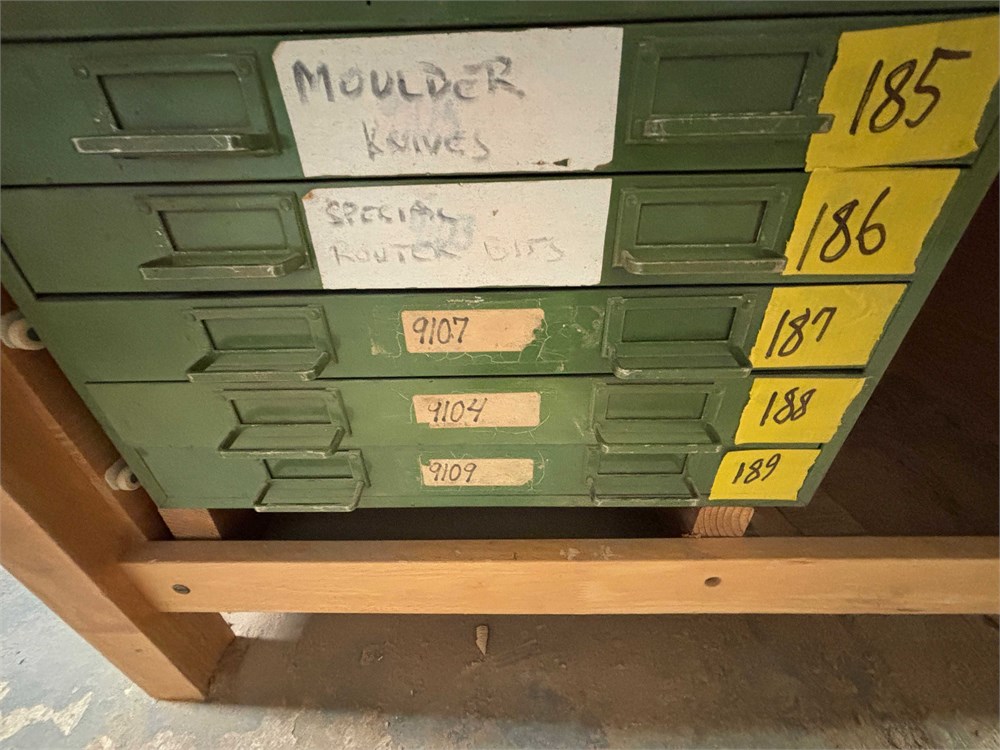 MOULDER
KNIVES
185
SPECIAL
ROUTER BITS
186
9107
187
9104
188
9109
189